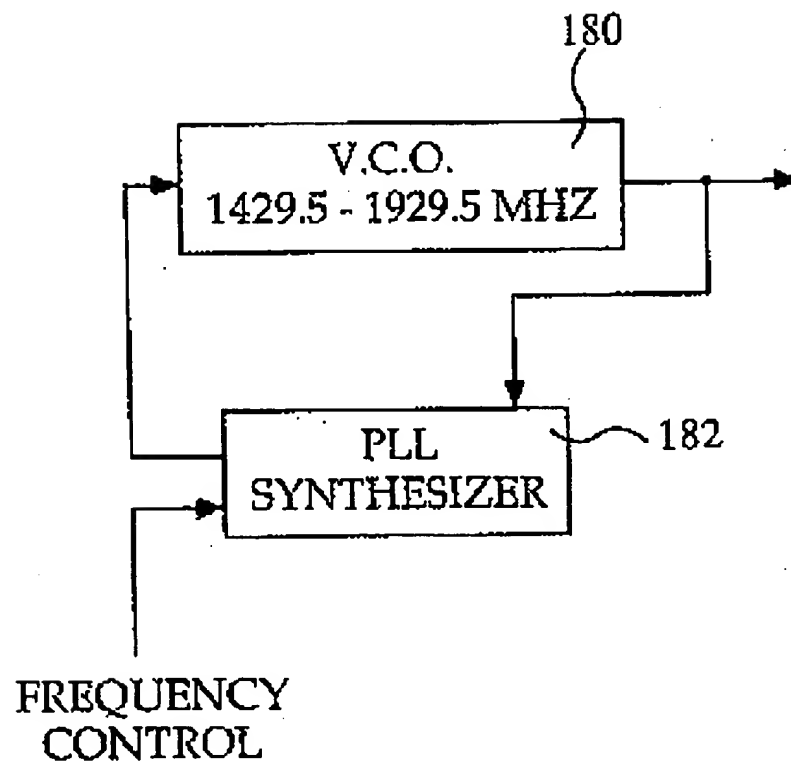 180
V.C.O.
1429.5 - 1929.5 MHZ
PLL
SYNTHESIZER
182
FREQUENCY
CONTROL